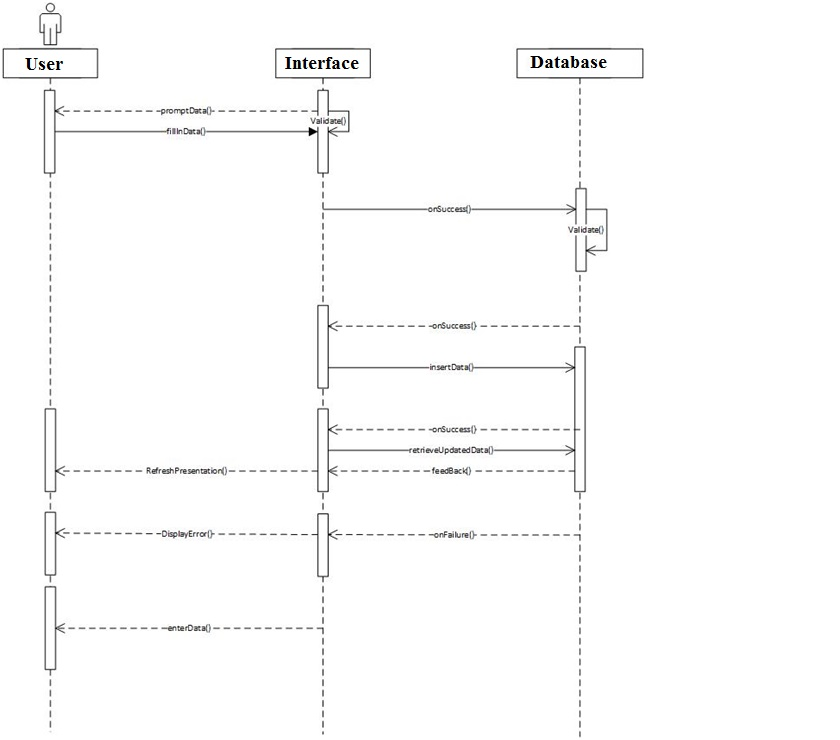 User
Interface
Database
promptData()
Validate()
fillInData()
onSuccess()
Validate()
onSuccess()
insertData()
onSuccess()
retrieveUpdatedData()
RefreshPresentation()
feedBack()
DisplayError()
onFailure()
enterData()